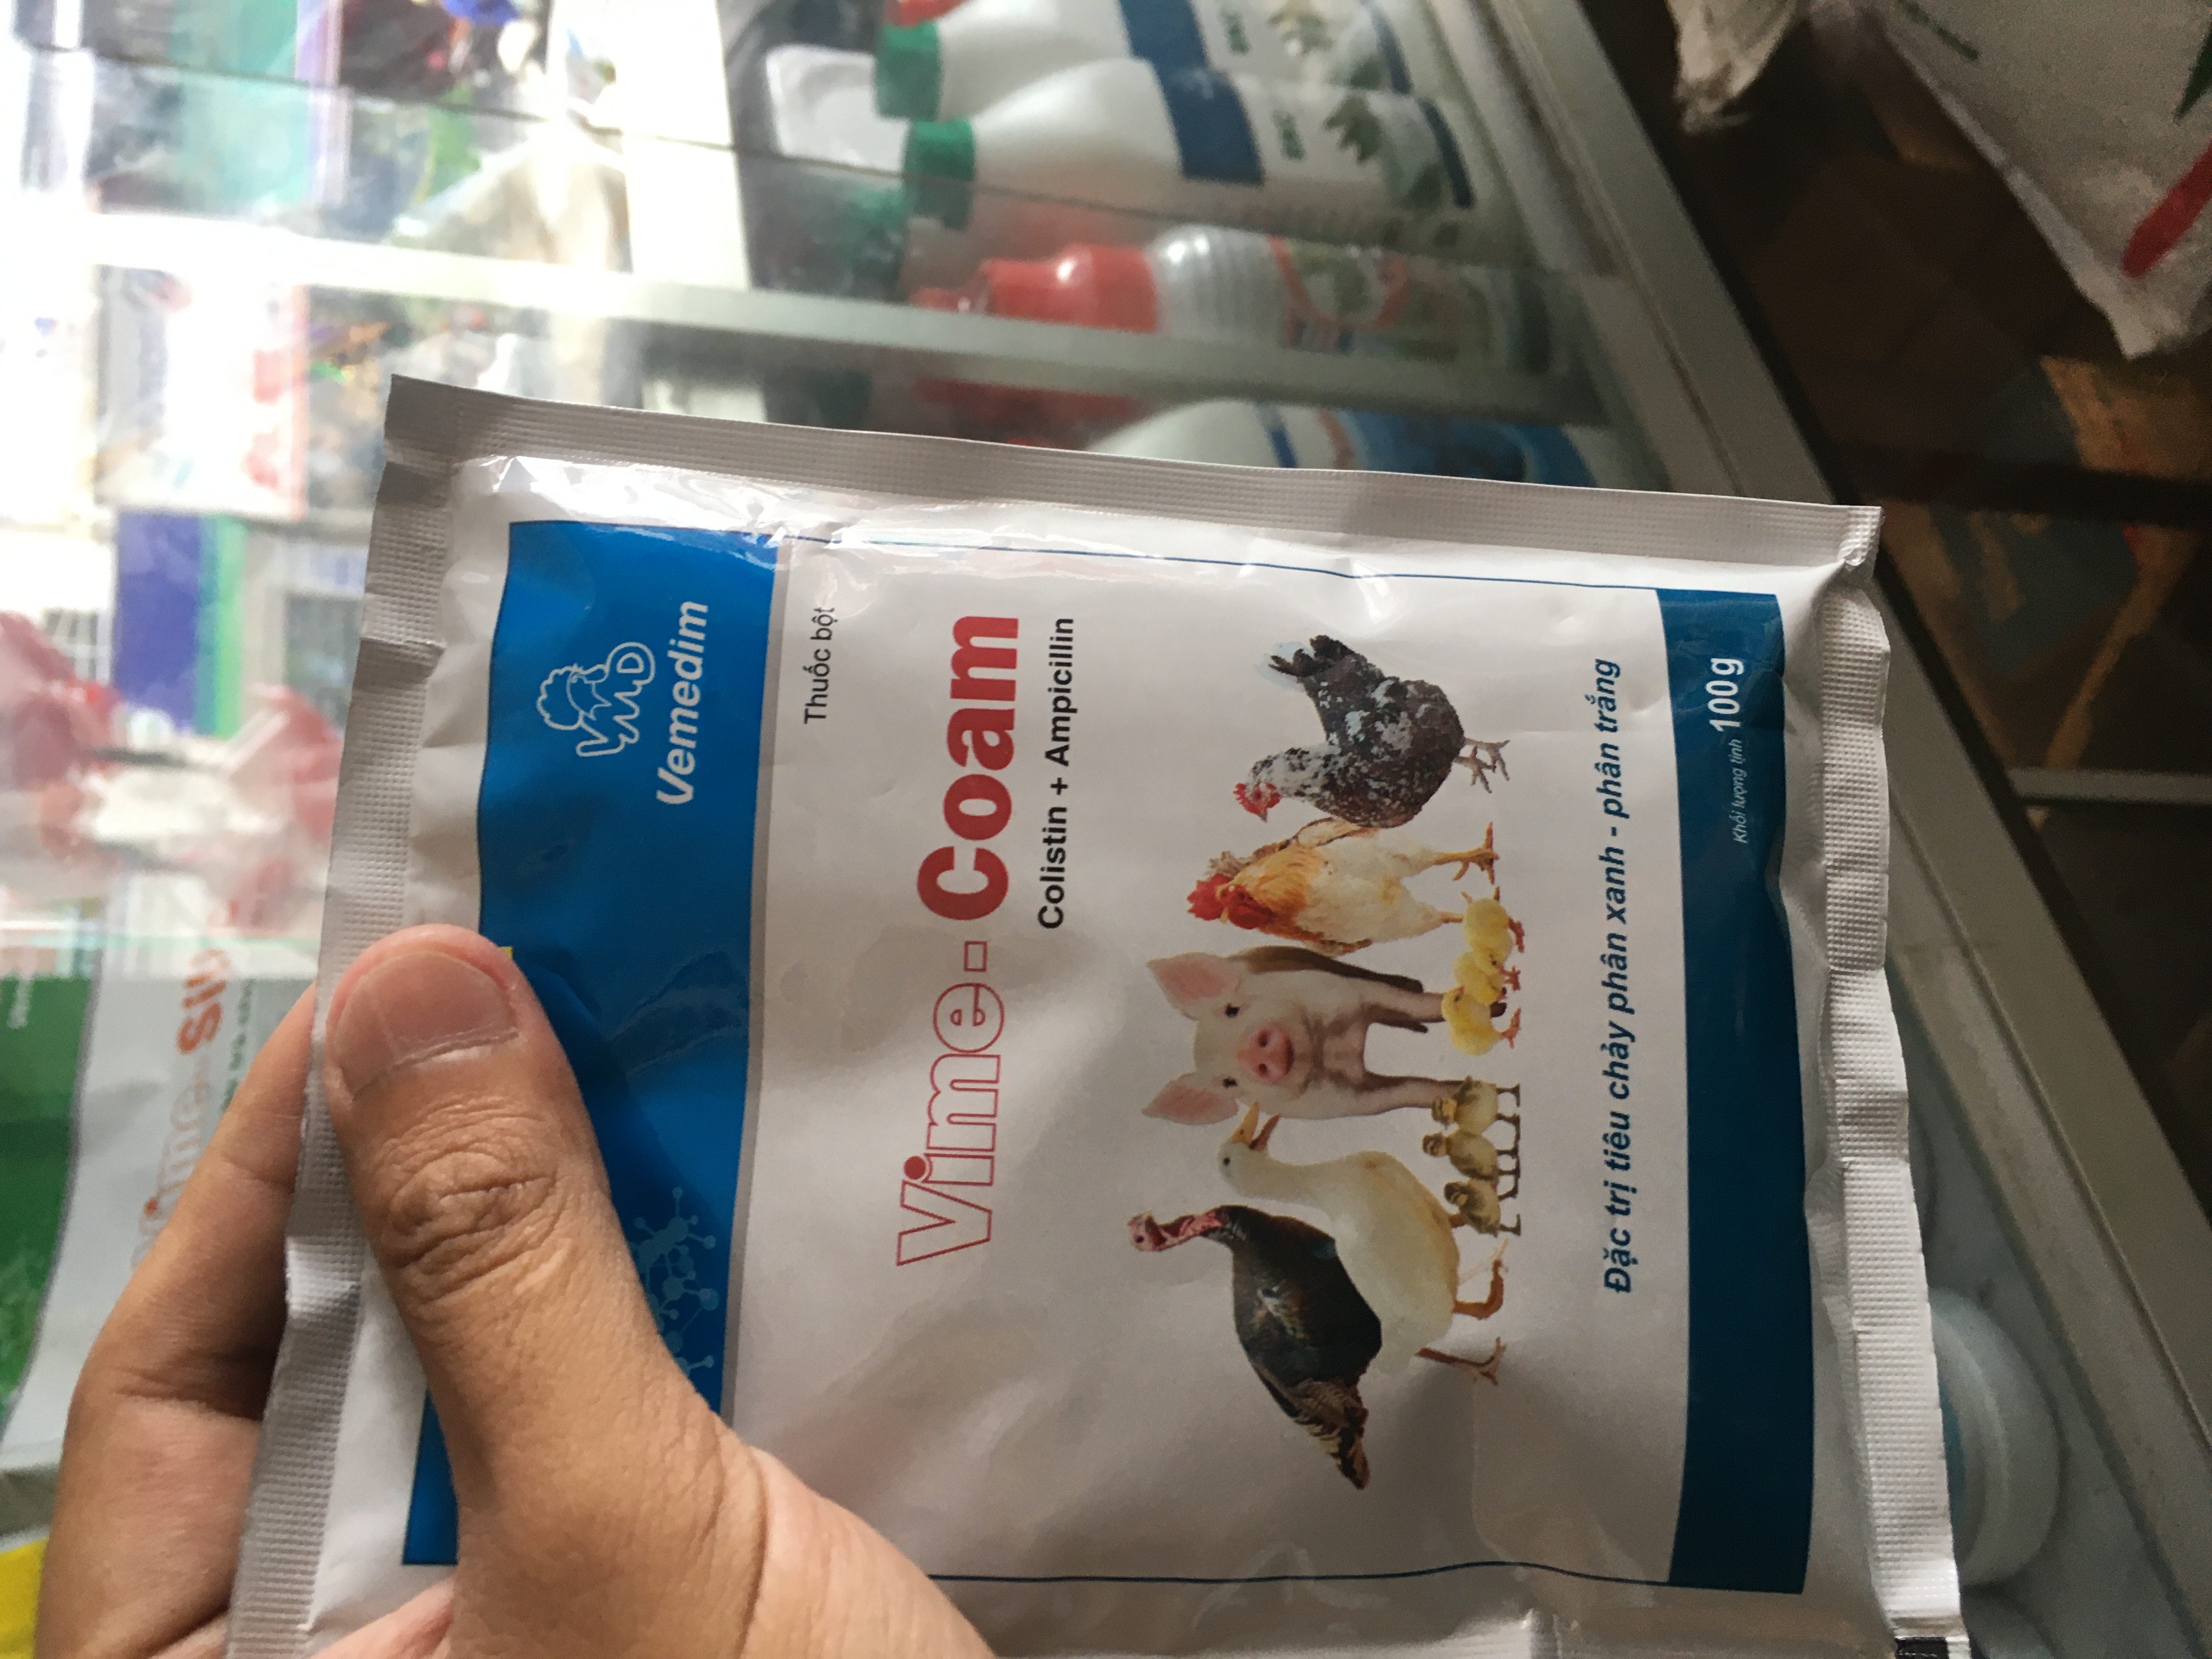 VMD
Vemedim
Thuốc bột
Vime-Coam
Colistin + Ampicillin
Đặc trị tiêu chảy phân xanh - phân trắng
Khối lượng tịnh 100g